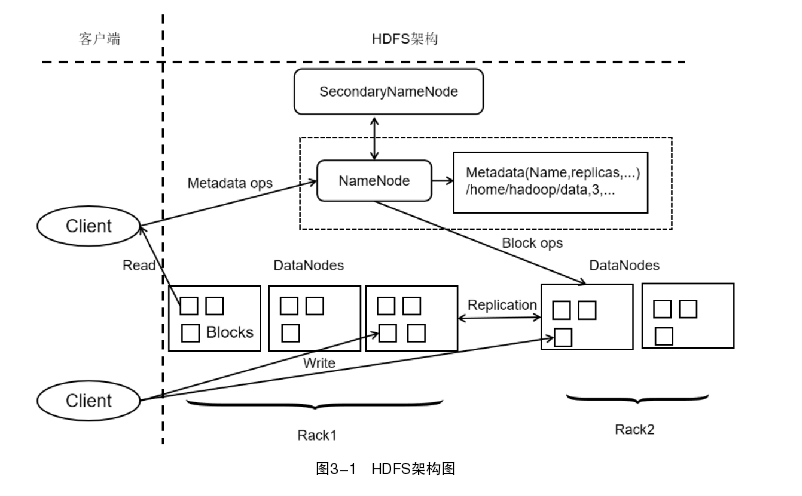 客户端
HDFS架构
SecondaryNameNode
Metadata ops
NameNode
Metadata(Name,replicas,...)
/home/hadoop/data,3,...
Client
Block ops
Read
DataNodes
DataNodes
Blocks
Replication
Write
Client
Rack1
Rack2
图3-1 HDFS架构图